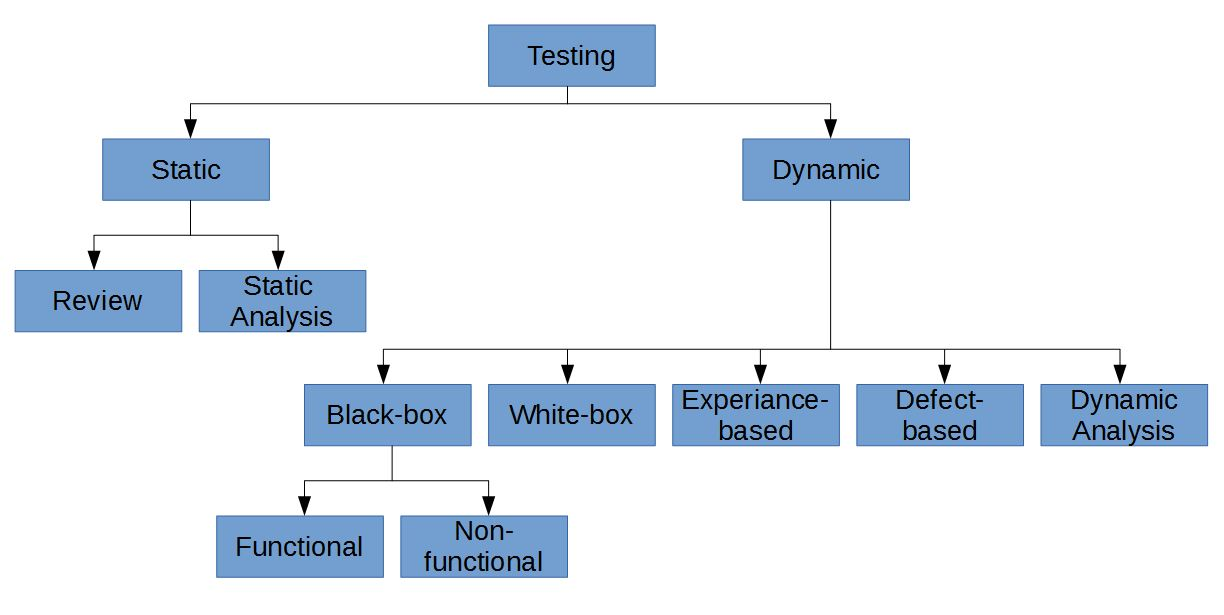 Testing
Static
Dynamic
Review
Static
Analysis
Black-box
White-box
Experiance-
based
Defect-
based
Dynamic
Analysis
Functional
Non-
functional